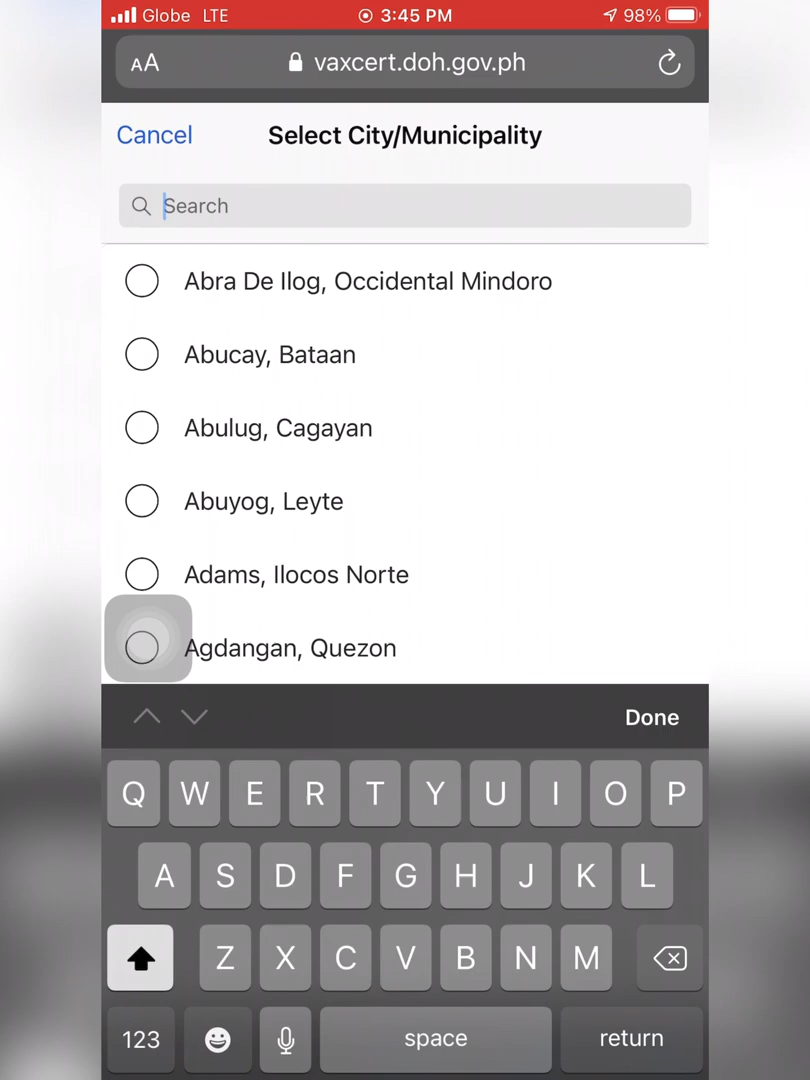 Globe LTE 3:45 PM 98%
AA vaxcert.doh.gov.ph
Cancel Select City/Municipality
Search
Abra De Ilog, Occidental Mindoro
Abucay, Bataan
Abulug, Cagayan
Abuyog, Leyte
Adams, Ilocos Norte
Agdangan, Quezon
Done
Q W E R T Y U I O P
A S D F G H J K L
Z X C V B N M
123 space return